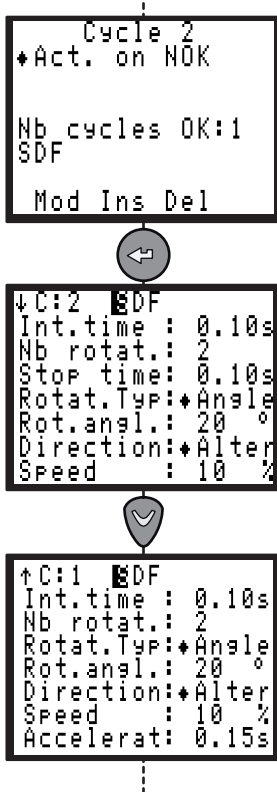 Cycle 2
♦Act. on NOK
Nb cycles OK:1
SDF
Mod Ins Del
↓C:2 SDF
Int.time : 0.10s
Nb rotat.: 2
Stop time: 0.10s
Rotat.Typ:♦Angle
Rot.angl.: 20 °
Direction:♦Alter
Speed : 10 %
↑C:1 SDF
Int.time : 0.10s
Nb rotat.: 2
Rotat.Typ:♦Angle
Rot.angl.: 20 °
Direction:♦Alter
Speed : 10 %
Accelerat: 0.15s